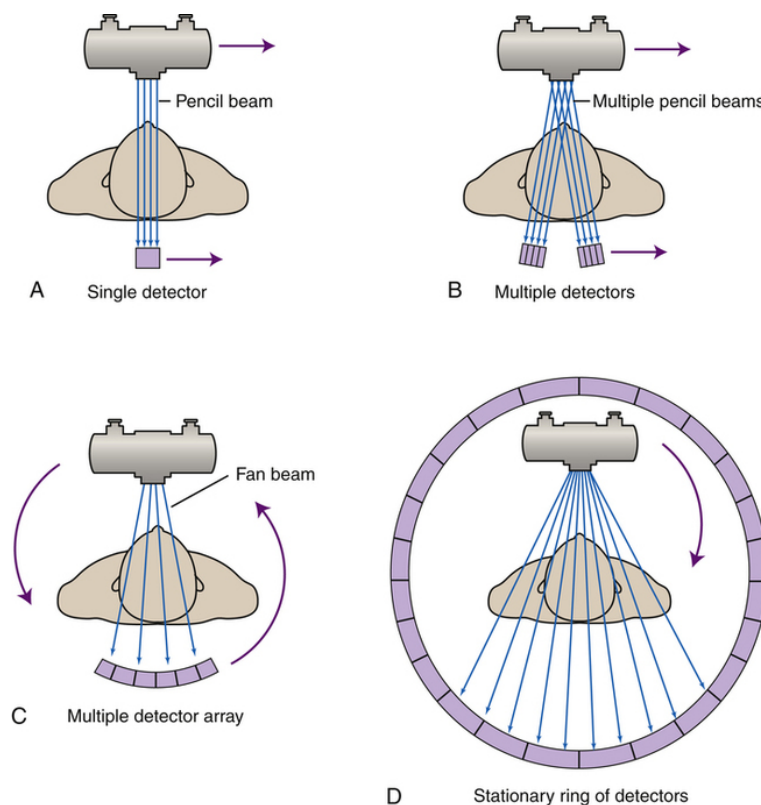 Pencil beam
Multiple pencil beams
A
Single detector
B
Multiple detectors
Fan beam
C
Multiple detector array
D
Stationary ring of detectors